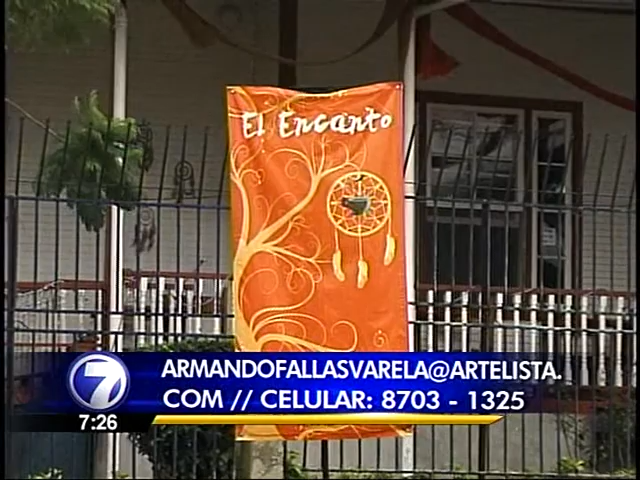 El Encanto
ARMANDOFALLASVARELA@ARTELISTA.
COM // CELULAR: 8703 - 1325
7
7:26